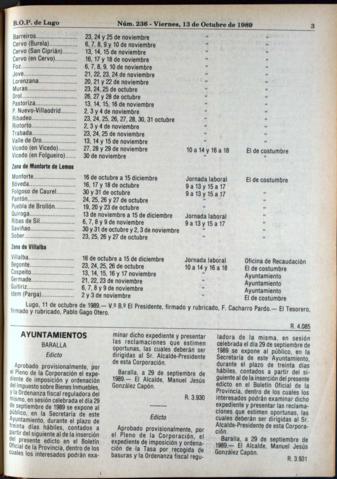 B.O.P. de Lugo Núm. 236 - Viernes, 13 de Octubre de 1989 3
Barreiros 23, 24 y 25 de noviembre " "
Cervo (Burela) 6, 7, 8, 9 y 10 de noviembre " "
Cervo (San Ciprián) 13, 14, 15 de noviembre " "
Cervo (en Cervo) 16, 17 y 18 de noviembre " "
Foz 6, 7, 8, 9, 10 de noviembre " "
Jove 21, 22, 23, 24 de noviembre " "
Lorenzana 20, 21 y 22 de noviembre " "
Muras 23, 24, 25 de octubre " "
Orol 26, 27 y 28 de octubre " "
Pastoriza 13, 14, 15, 16 de noviembre " "
P. Nuevo-Villaodrid 2, 3 y 4 de noviembre " "
Ribadeo 23, 24, 25, 26, 27, 28, 30, 31 octubre " "
Riotorto 2, 3 y 4 de noviembre " "
Trabada 23, 24, 25 de noviembre " "
Valle de Oro 13, 14 y 15 de noviembre " "
Vicedo (en Vicedo) 27, 28 y 29 de noviembre 10 a 14 y 16 a 18 El de costumbre
Vicedo (en Folgueiro) 30 de noviembre " "
Zona de Monforte de Lemos
Monforte 16 de octubre a 15 diciembre Jornada laboral El de costumbre
Bóveda 16, 17 y 18 de octubre 9 a 13 y 15 a 17 "
Folgoso de Caurel 30 y 31 de octubre 9 a 13 y 15 a 17 "
Pantón 24, 25, 26 y 27 de octubre " "
Puebla de Brollón 19, 20, 23 de octubre " "
Quiroga 13 de noviembre a 15 de diciembre Jornada laboral "
Ribas de Sil 6, 7, 8 y 9 de noviembre 9 a 13 y 15 a 17 "
Saviñao 30 y 31 de octubre y 2, 3 de noviembre " "
Sober 23, 25, 26 y 27 de octubre " "
Zona de Villalba
Villalba 16 de octubre a 15 de diciembre Jornada laboral Oficina de Recaudación
Begonte 23, 24, 25, 26 de octubre 10 a 14 y 16 a 18 El de costumbre
Cospeito 13, 14, 15, 16 y 17 noviembre " Ayuntamiento
Germade 21, 22, 23 de noviembre " Ayuntamiento
Guitiriz 6, 7, 8 y 9 de noviembre " El de costumbre
Idem (Parga) 2 y 3 de noviembre " El de costumbre
Lugo, 11 de octubre de 1989.— V.º B.º El Presidente, firmado y rubricado, F. Cacharro Pardo.— El Tesorero,
firmado y rubricado, Pablo Gago Otero.
R. 4.085
AYUNTAMIENTOS
BARALLA
Edicto
Aprobado provisionalmente, por
el Pleno de la Corporación el expe-
diente de imposición y ordenación
del impuesto sobre Bienes Inmuebles,
y la Ordenanza fiscal reguladora del
mismo, en sesión celebrada el día 29
de septiembre de 1989 se expone al
público, en la Secretaría de este
Ayuntamiento, durante el plazo de
treinta días hábiles, contados a
partir del siguiente al de la inserción
del presente edicto en el Boletín
Oficial de la Provincia, dentro de los
cuales los interesados podrán exa-
minar dicho expediente y presentar
las reclamaciones que estimen
oportunas, las cuales deberán ser
dirigidas al Sr. Alcalde-Presidente
de esta Corporación.
Baralla, a 29 de septiembre de
1989.— El Alcalde, Manuel Jesús
González Capón.
R. 3.930
Edicto
Aprobado provisionalmente, por
el Pleno de la Corporación, el
expediente de imposición y ordena-
ción de la Tasa por recogida de
basuras y la Ordenanza fiscal regu-
ladora de la misma, en sesión
celebrada el día 29 de septiembre de
1989 se expone al público, en la
Secretaría de este Ayuntamiento,
durante el plazo de treinta días
hábiles, contados a partir del si-
guiente al de la inserción del presente
edicto en el Boletín Oficial de la
Provincia, dentro de los cuales los
interesados podrán examinar dicho
expediente y presentar las reclama-
ciones que estimen oportunas, las
cuales deberán ser dirigidas al Sr.
Alcalde-Presidente de esta Corpora-
ción.
Baralla, a 29 de septiembre de
1989.— El Alcalde, Manuel Jesús
González Capón.
R. 3.931